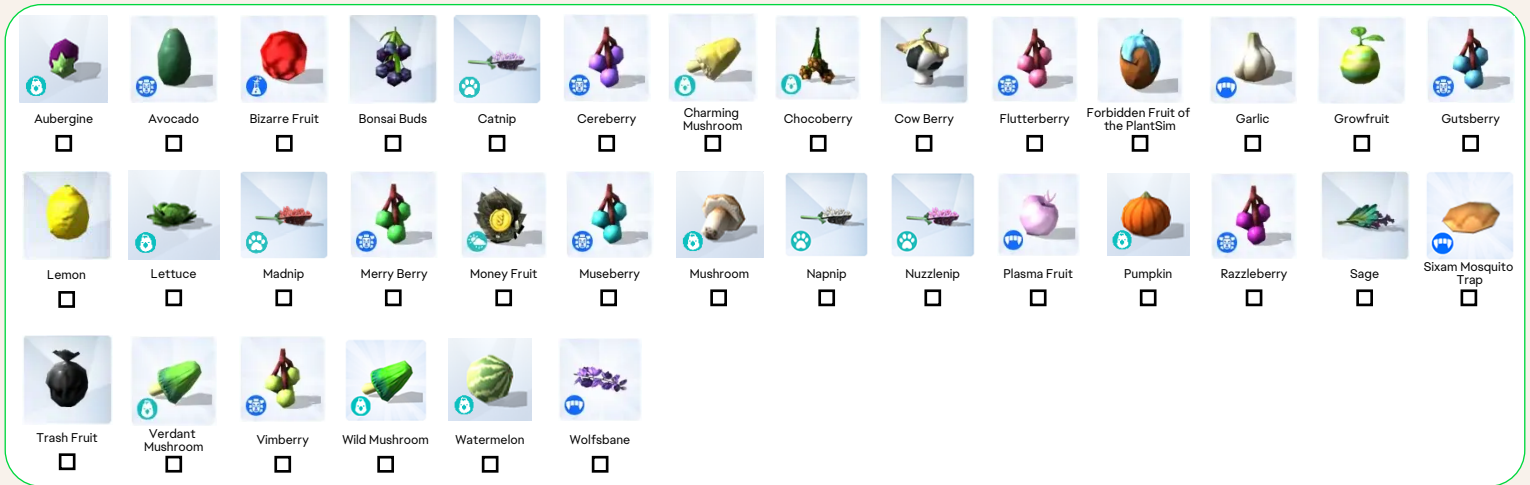 Aubergine
Avocado
Bizarre Fruit
Bonsai Buds
Catnip
Cereberry
Charming
Mushroom
Chocoberry
Cow Berry
Flutterberry
Forbidden Fruit of
the PlantSim
Garlic
Growfruit
Gutsberry
Lemon
Lettuce
Madnip
Merry Berry
Money Fruit
Museberry
Mushroom
Napnip
Nuzzlenip
Plasma Fruit
Pumpkin
Razzleberry
Sage
Sixam Mosquito
Trap
Trash Fruit
Verdant
Mushroom
Vimberry
Wild Mushroom
Watermelon
Wolfsbane